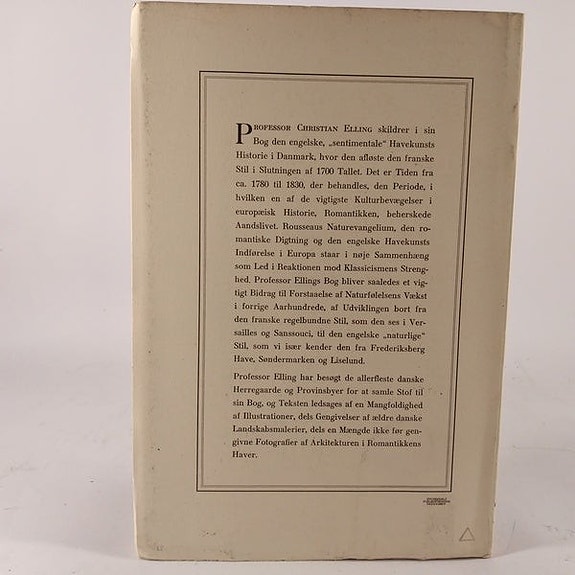 PROFESSOR CHRISTIAN ELLING skildrer i sin
Bog den engelske, „sentimentale“ Havekunsts
Historie i Danmark, hvor den afløste den franske
Stil i Slutningen af 1700 Tallet. Det er Tiden fra
ca. 1780 til 1830, der behandles, den Periode, i
hvilken en af de vigtigste Kulturbevægelser i
europæisk Historie, Romantikken, beherskede
Aandslivet. Rousseaus Naturevangelium, den ro-
mantiske Digtning og den engelske Havekunsts
Indførelse i Europa staar i nøje Sammenhæng
som Led i Reaktionen mod Klassicismens Streng-
hed. Professor Ellings Bog bliver saaledes et vig-
tigt Bidrag til Forstaaelse af Naturfølelsens Vækst
i forrige Aarhundrede, af Udviklingen bort fra
den franske regelbundne Stil, som den ses i Ver-
sailles og Sanssouci, til den engelske „naturlige“
Stil, som vi især kender den fra Frederiksberg
Have, Søndermarken og Liselund.
Professor Elling har besøgt de allerfleste danske
Herregaarde og Provinsbyer for at samle Stof til
sin Bog, og Teksten ledsages af en Mangfoldighed
af Illustrationer, dels Gengivelser af ældre danske
Landskabsmalerier, dels en Mængde ikke før gen-
givne Fotografier af Arkitekturen i Romantikkens
Haver.